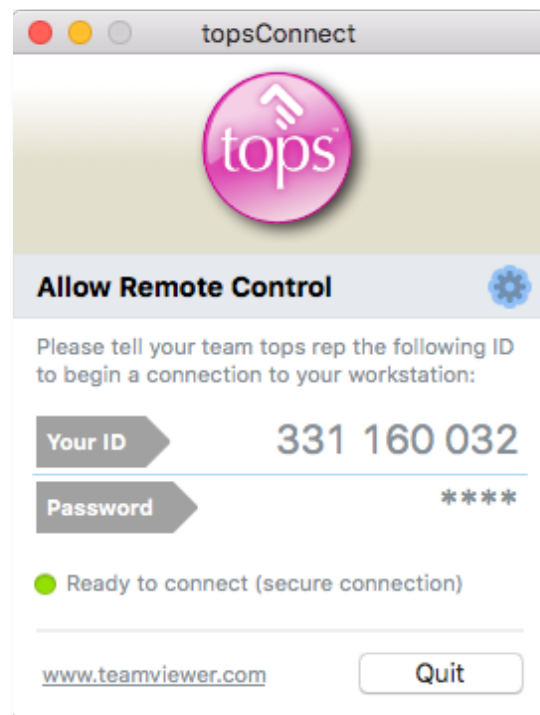 topsConnect
tops™
Allow Remote Control
Please tell your team tops rep the following ID
to begin a connection to your workstation:
Your ID 331 160 032
Password ****
Ready to connect (secure connection)
www.teamviewer.com Quit